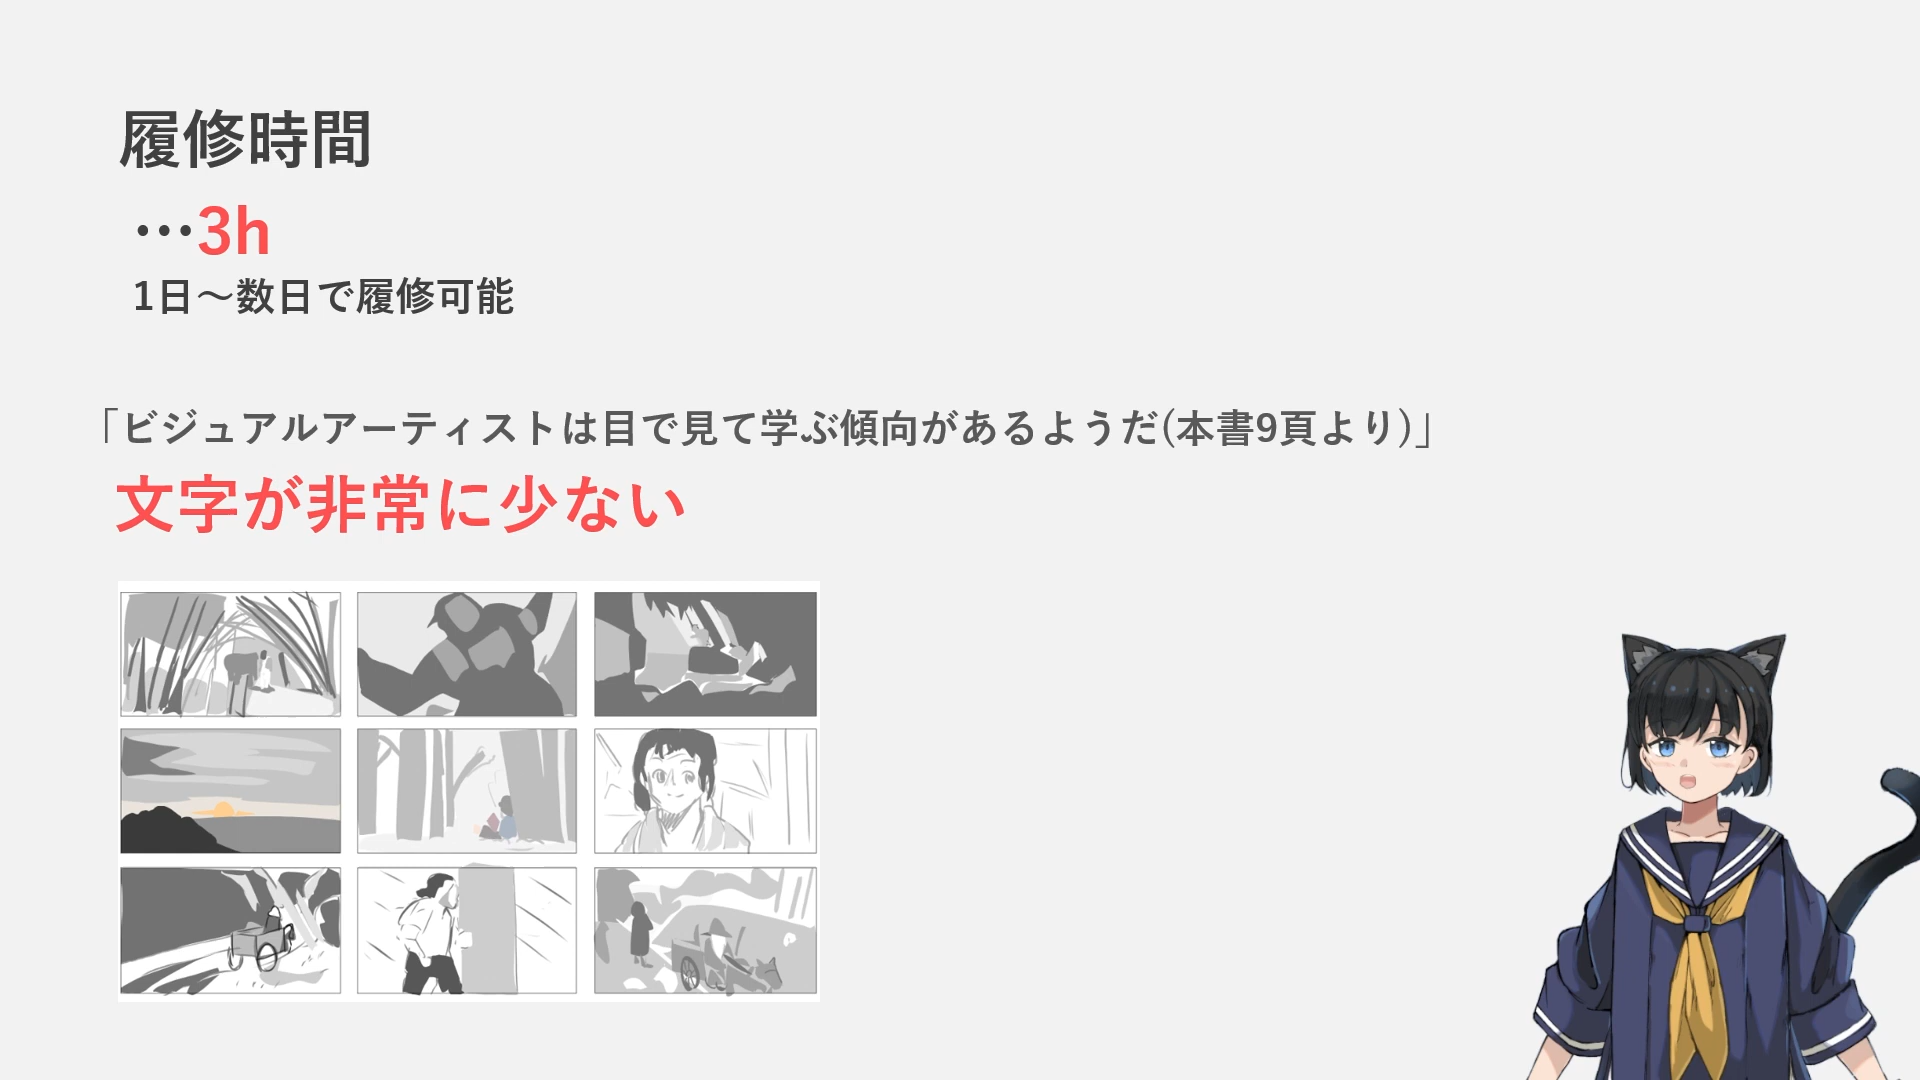 履修時間
…3h
1日～数日で履修可能
「ビジュアルアーティストは目で見て学ぶ傾向があるようだ(本書9頁より)」
文字が非常に少ない